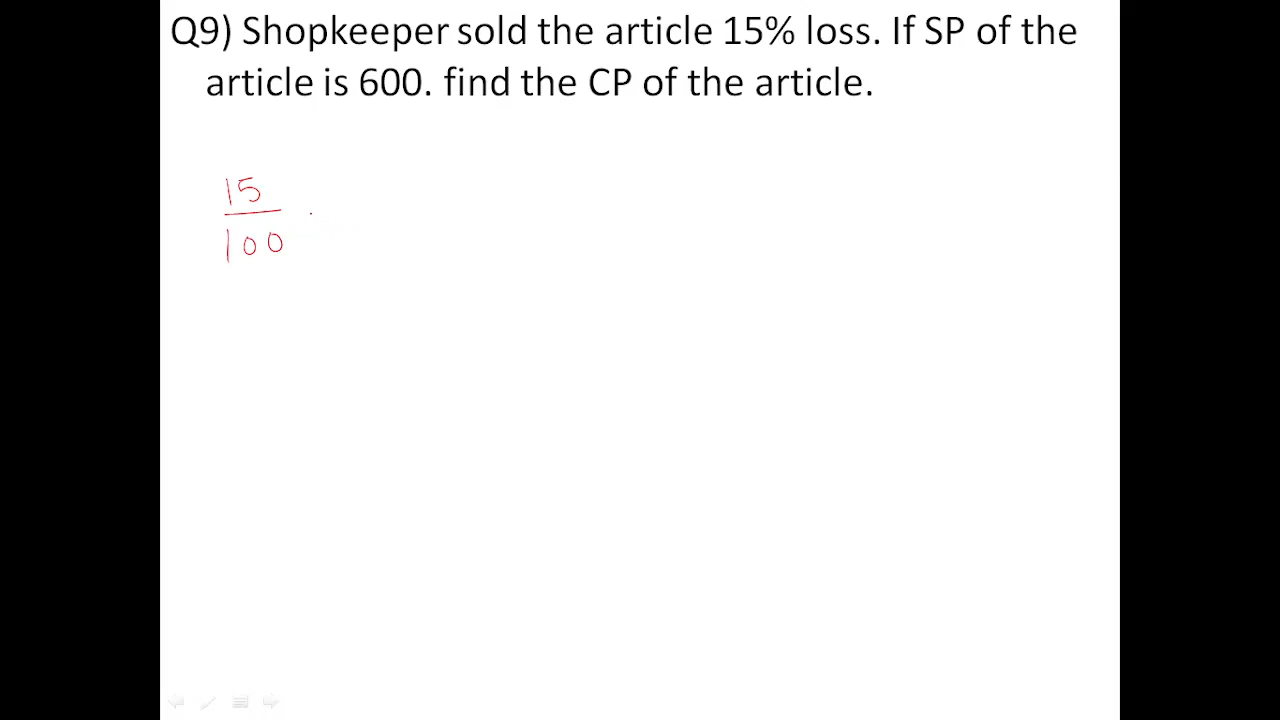 Q9) Shopkeeper sold the article 15% loss. If SP of the
article is 600. find the CP of the article.
15
100